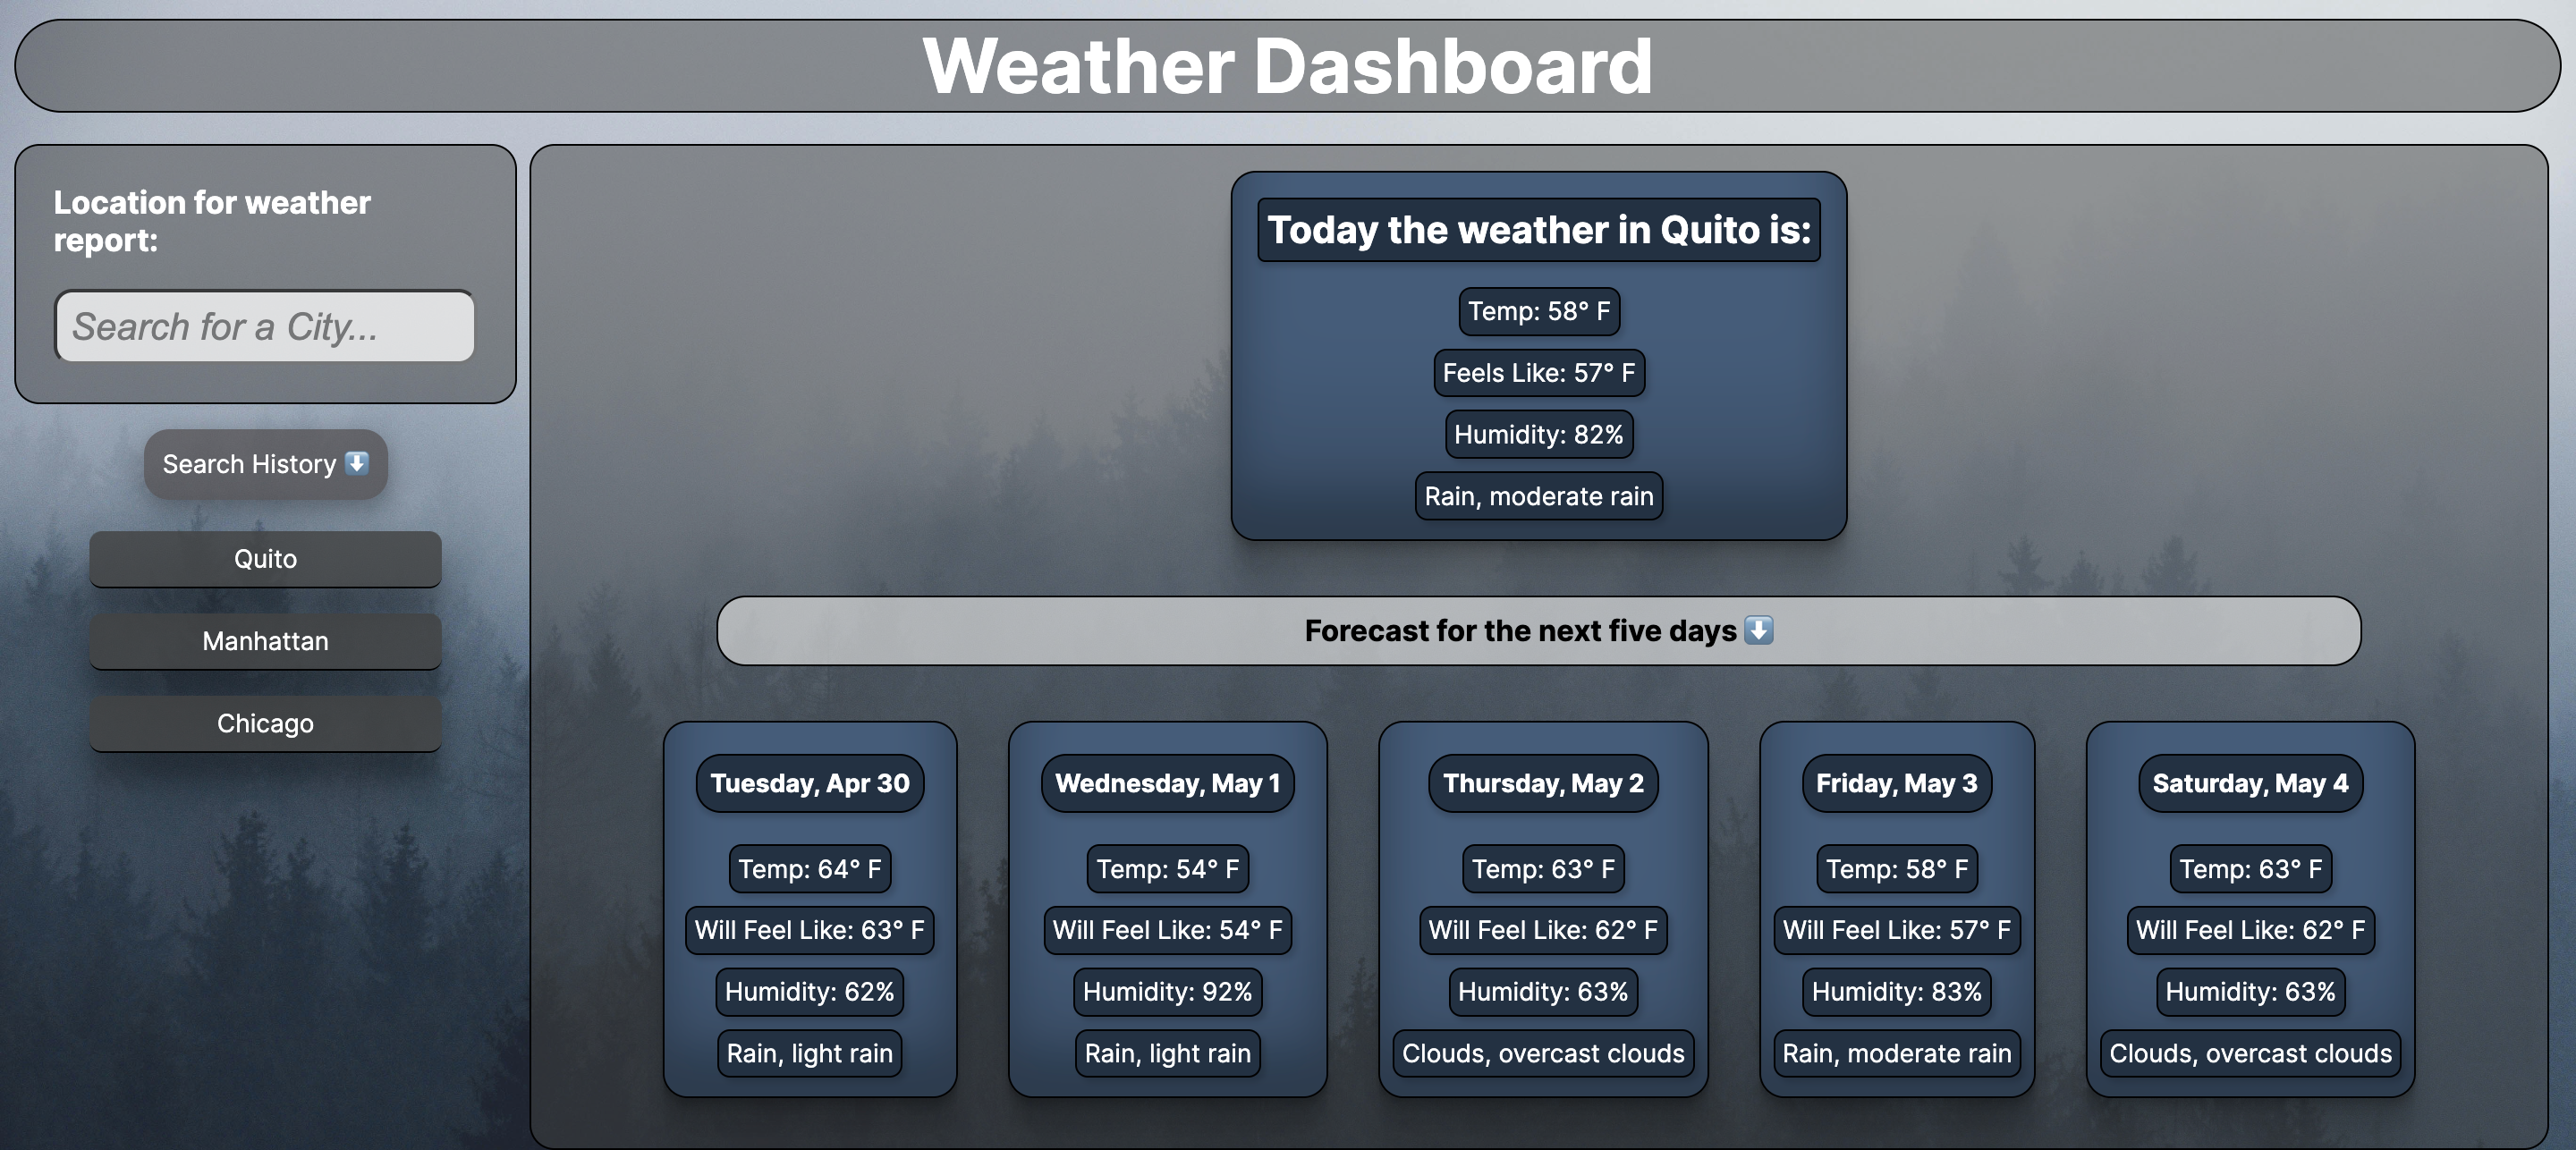 Weather Dashboard
Location for weather
report:
Search for a City...
Search History ⬇️
Quito
Manhattan
Chicago
Today the weather in Quito is:
Temp: 58° F
Feels Like: 57° F
Humidity: 82%
Rain, moderate rain
Forecast for the next five days ⬇️
Tuesday, Apr 30
Temp: 64° F
Will Feel Like: 63° F
Humidity: 62%
Rain, light rain
Wednesday, May 1
Temp: 54° F
Will Feel Like: 54° F
Humidity: 92%
Rain, light rain
Thursday, May 2
Temp: 63° F
Will Feel Like: 62° F
Humidity: 63%
Clouds, overcast clouds
Friday, May 3
Temp: 58° F
Will Feel Like: 57° F
Humidity: 83%
Rain, moderate rain
Saturday, May 4
Temp: 63° F
Will Feel Like: 62° F
Humidity: 63%
Clouds, overcast clouds